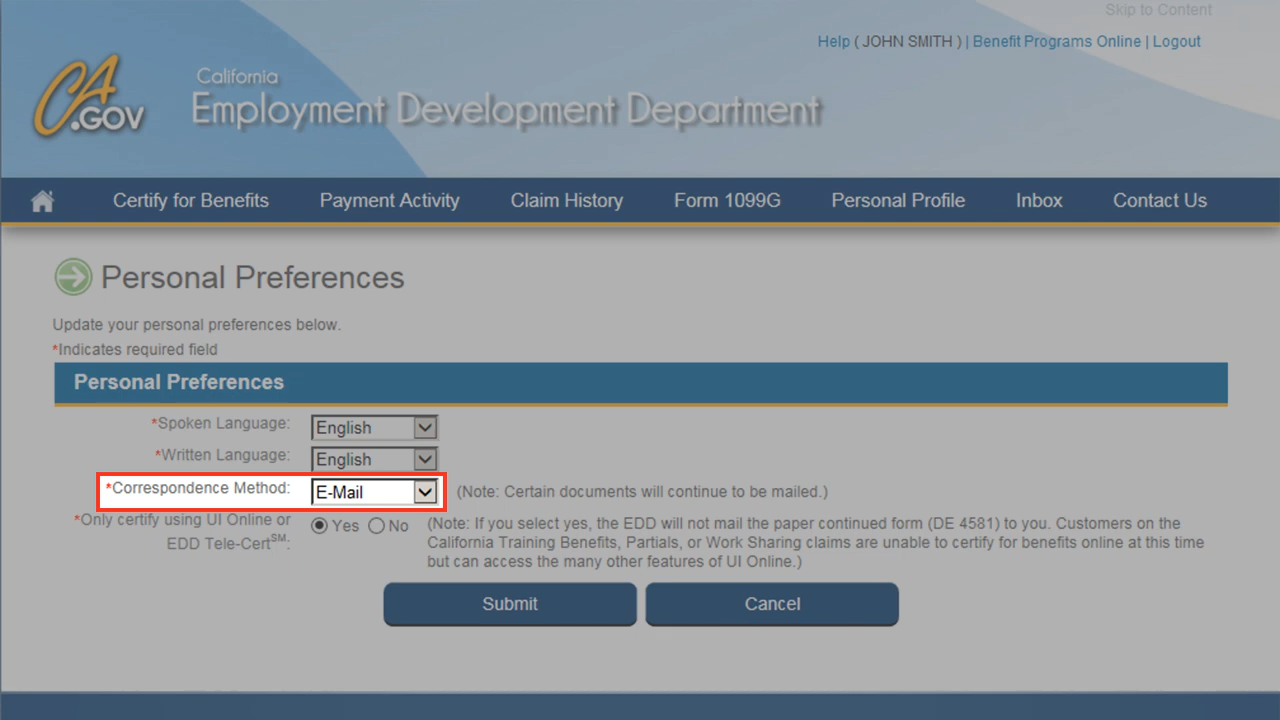 Skip to Content
Help ( JOHN SMITH ) | Benefit Programs Online | Logout
CA.GOV
California
Employment Development Department
Certify for Benefits Payment Activity Claim History Form 1099G Personal Profile Inbox Contact Us
Personal Preferences
Update your personal preferences below.
*Indicates required field
Personal Preferences
*Spoken Language: English
*Written Language: English
*Correspondence Method: E-Mail (Note: Certain documents will continue to be mailed.)
*Only certify using UI Online or
EDD Tele-Cert℠:
Yes No
(Note: If you select yes, the EDD will not mail the paper continued form (DE 4581) to you. Customers on the
California Training Benefits, Partials, or Work Sharing claims are unable to certify for benefits online at this time
but can access the many other features of UI Online.)
Submit Cancel